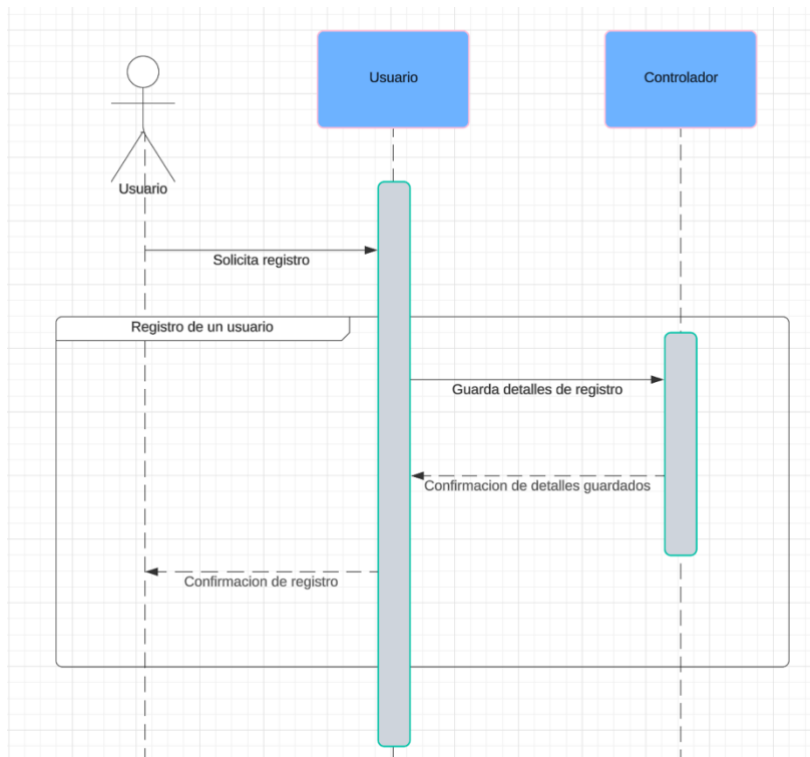 Usuario
Controlador
Usuario
Solicita registro
Registro de un usuario
Guarda detalles de registro
Confirmacion de detalles guardados
Confirmacion de registro